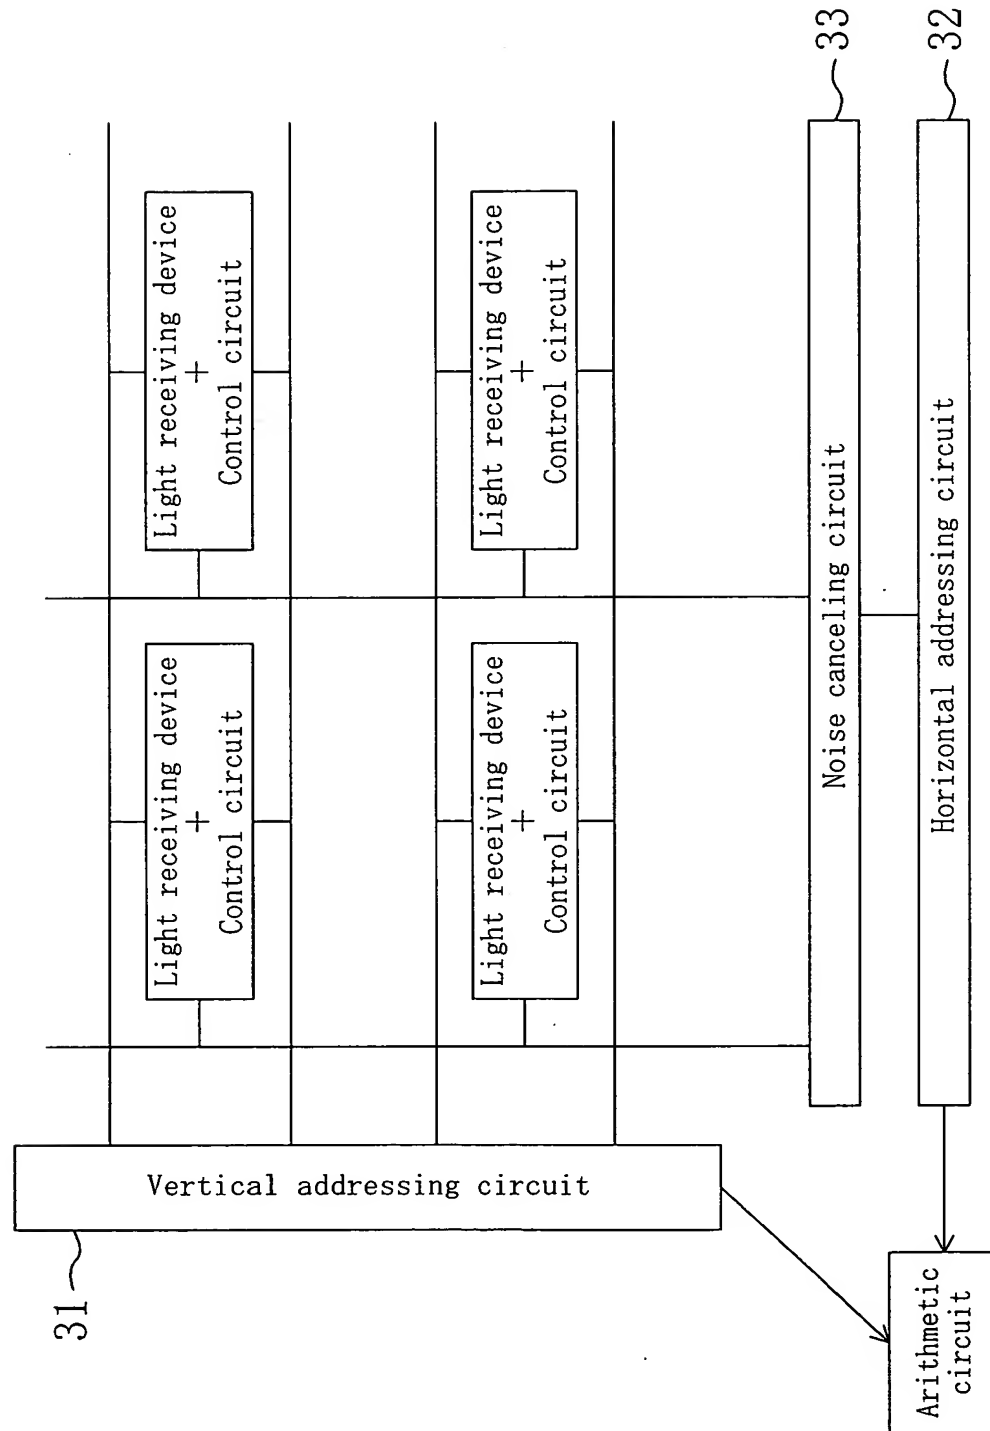 Light receiving device
+
Control circuit
Light receiving device
+
Control circuit
Light receiving device
+
Control circuit
Light receiving device
+
Control circuit
Vertical addressing circuit
31
Noise canceling circuit
33
Horizontal addressing circuit
32
Arithmetic
circuit